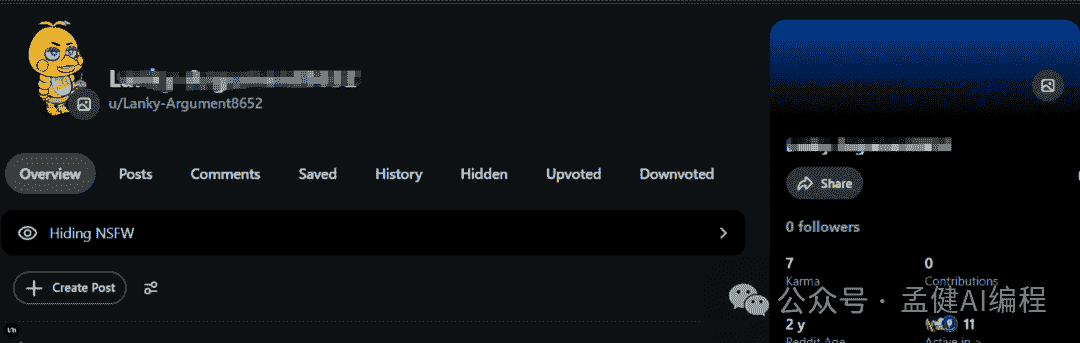 u/Lanky-Argument8652
Overview
Posts
Comments
Saved
History
Hidden
Upvoted
Downvoted
Hiding NSFW
Create Post
Share
0 followers
7
0
Karma
Contributions
2 y
11
Reddit Age
Active in >
公众号 · 孟健AI编程